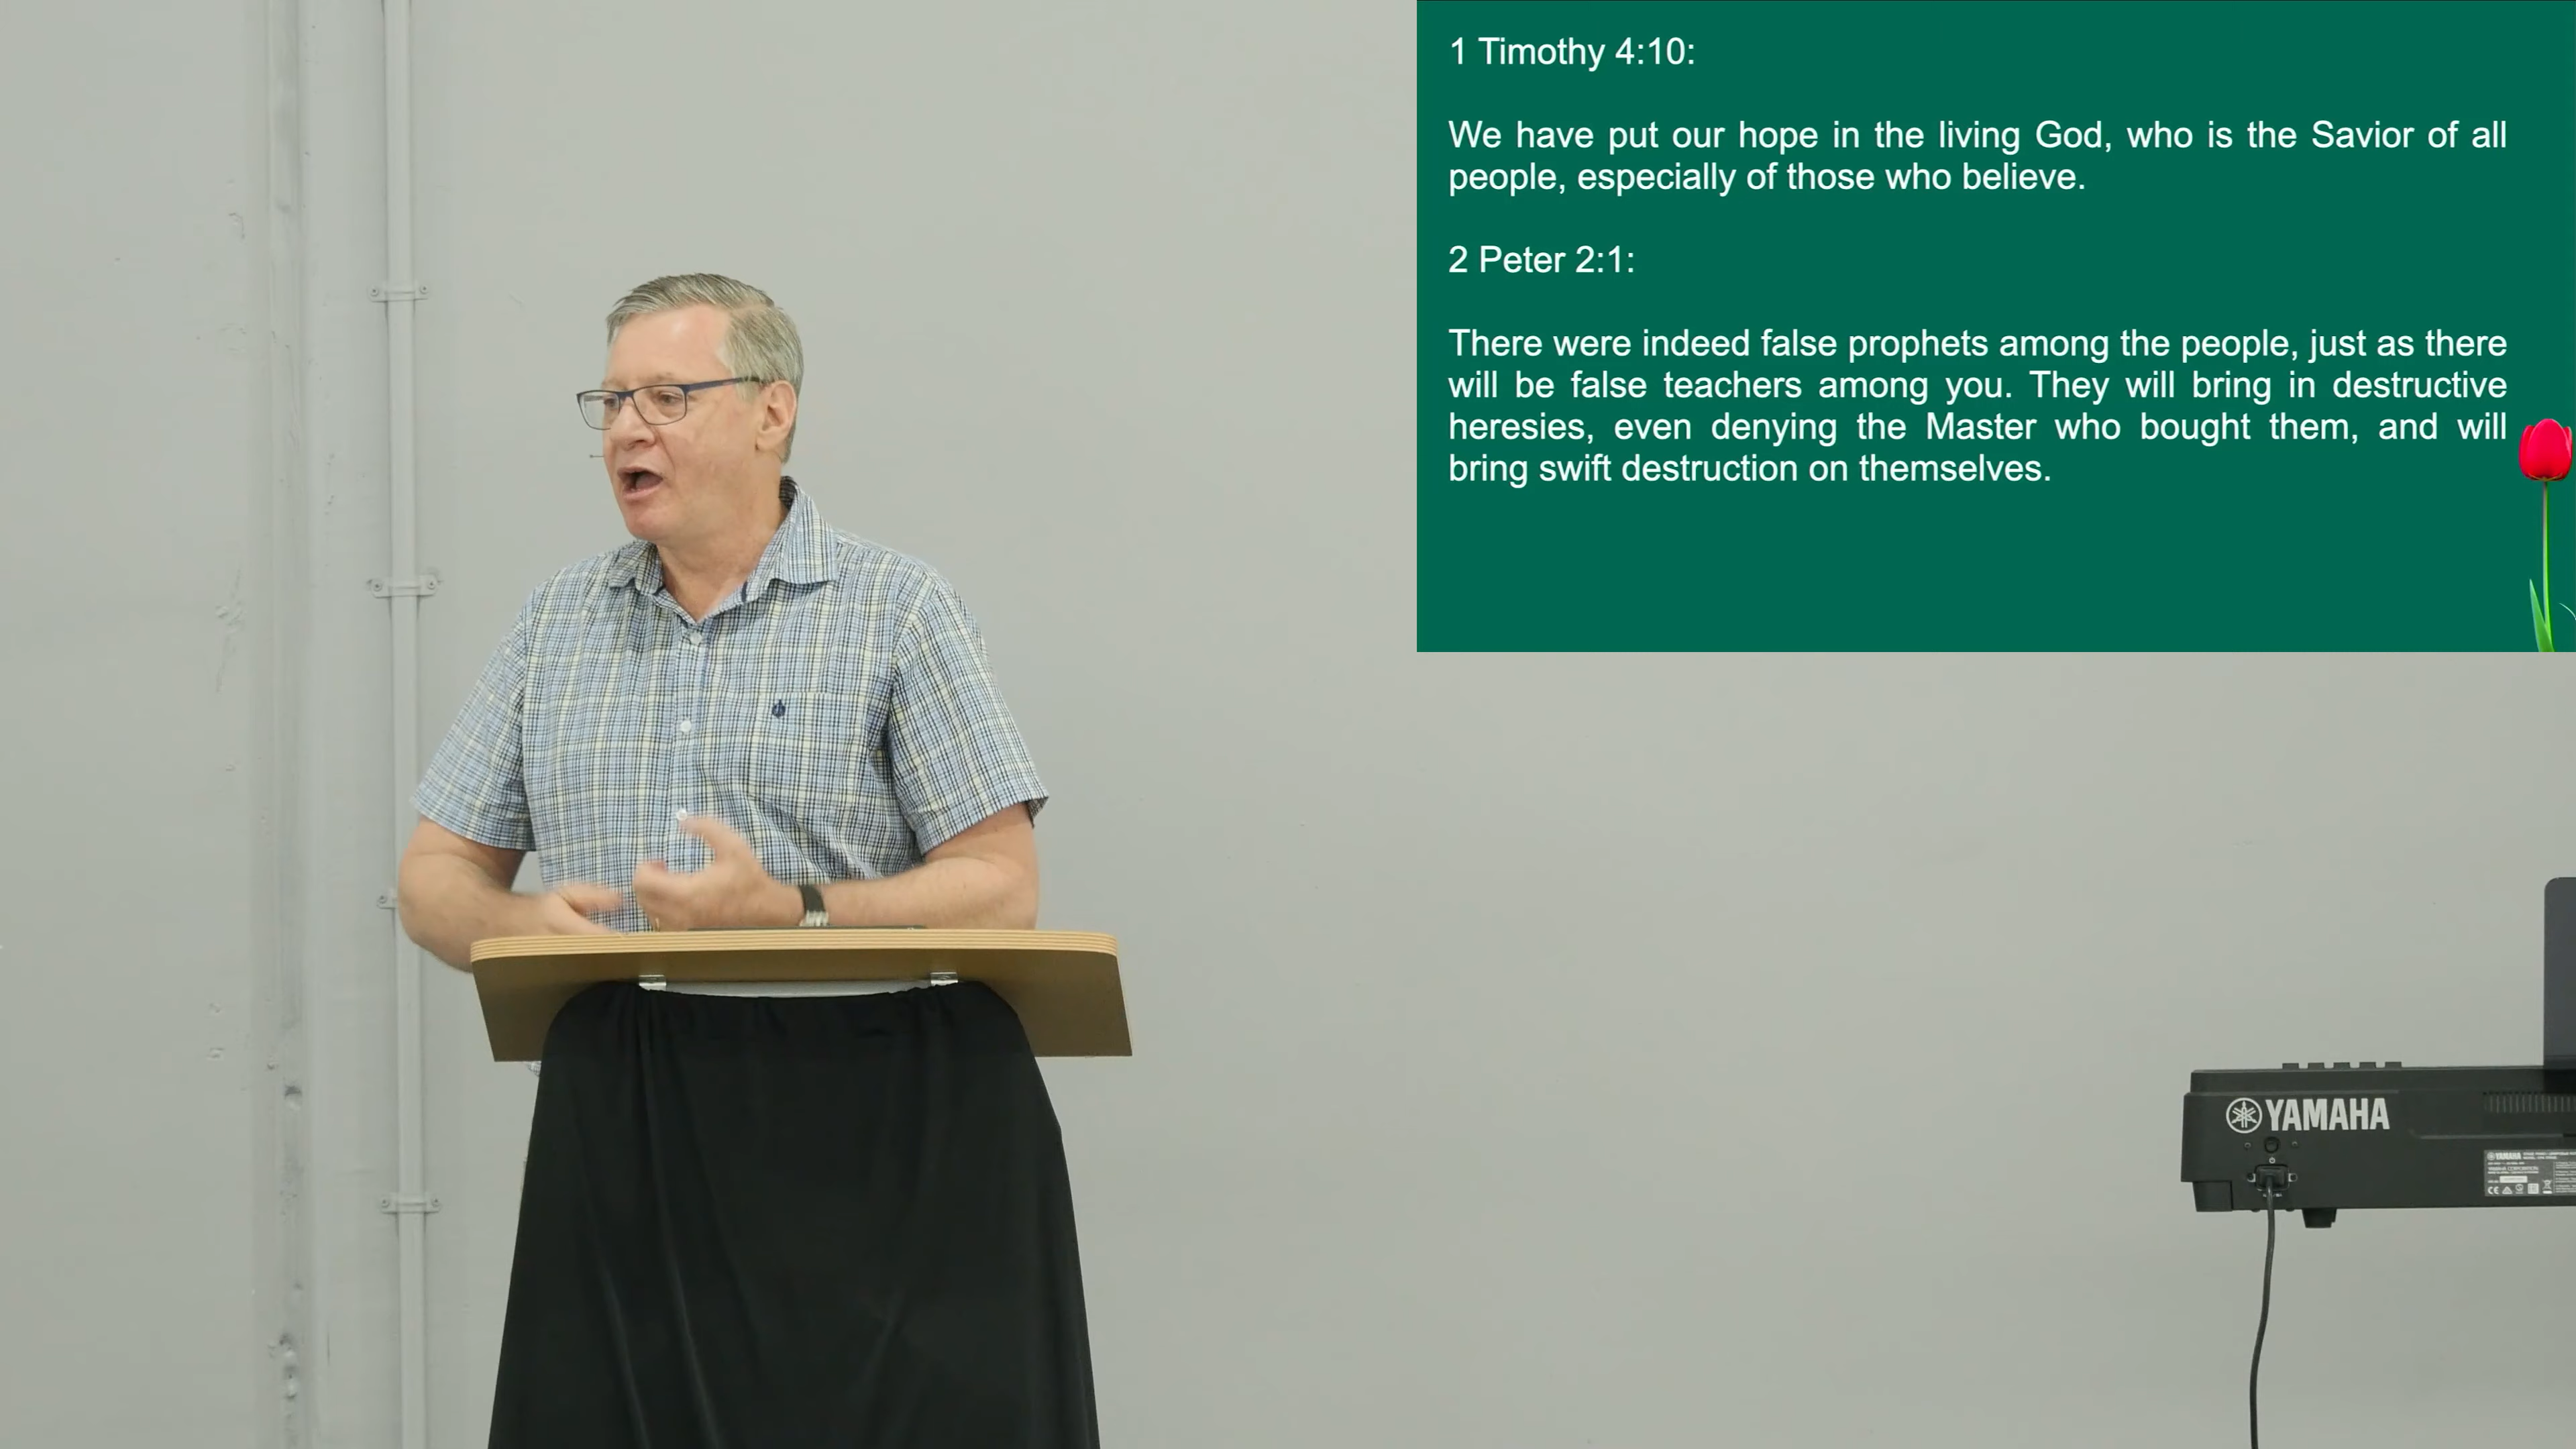 1 Timothy 4:10:
We have put our hope in the living God, who is the Savior of all
people, especially of those who believe.
2 Peter 2:1:
There were indeed false prophets among the people, just as there
will be false teachers among you. They will bring in destructive
heresies, even denying the Master who bought them, and will
bring swift destruction on themselves.
YAMAHA
YAMAHA